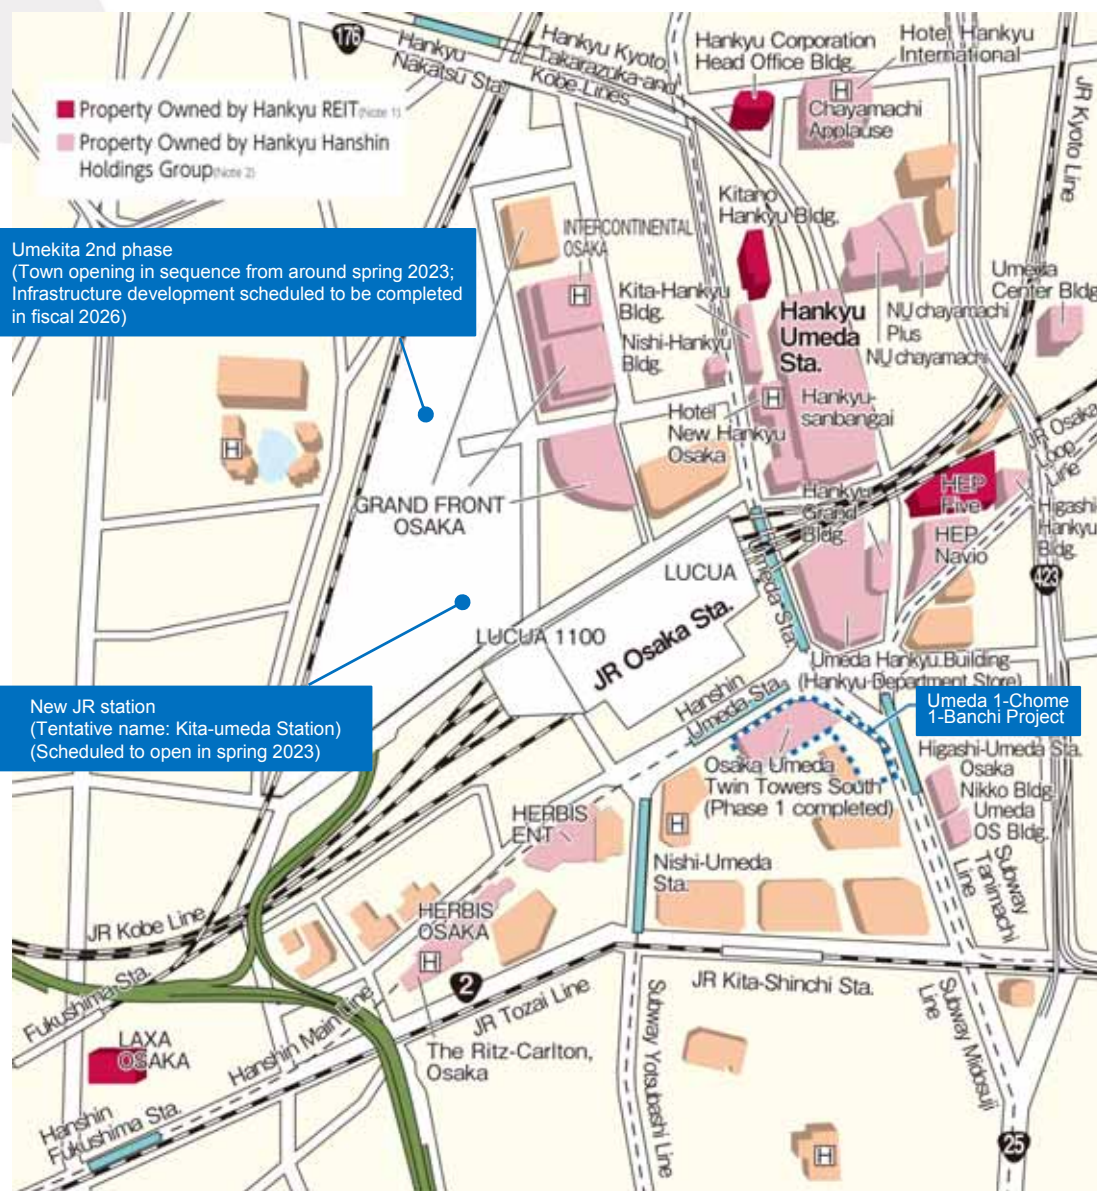 176
Hankyu
Nakatsu Sta.
Hankyu Kyoto
Takarazuka and
Kobe Lines
Hankyu Corporation
Head Office Bldg.
Hotel Hankyu
International
H
Chayamachi
Applause
JR Kyoto Line
Property Owned by Hankyu REIT(Note 1)
Property Owned by Hankyu Hanshin
Holdings Group(Note 2)
Kitano
Hankyu Bldg.
INTERCONTINENTAL
OSAKA
H
Umekita 2nd phase
(Town opening in sequence from around spring 2023;
Infrastructure development scheduled to be completed
in fiscal 2026)
Kita-Hankyu
Bldg.
Nishi-Hankyu
Bldg.
Hankyu
Umeda
Sta.
NU chayamachi
Plus
NU chayamachi
Umeda
Center Bldg.
H
Hotel
New Hankyu
Osaka
H
Hankyu-
sanbangai
JR Osaka
Loop
Line
GRAND FRONT
OSAKA
Hankyu
Grand
Bldg.
HEP
Five
HEP
Navio
Higashi-
Hankyu
Bldg.
423
LUCUA
Umeda Sta.
LUCUA 1100
JR Osaka Sta.
Umeda Hankyu Building
(Hankyu Department Store)
New JR station
(Tentative name: Kita-umeda Station)
(Scheduled to open in spring 2023)
Hanshin
Umeda Sta.
Umeda 1-Chome
1-Banchi Project
Osaka Umeda
Twin Towers South
(Phase 1 completed)
Higashi-Umeda Sta.
Osaka
Nikko Bldg.
Umeda
OS Bldg.
HERBIS
ENT
H
Nishi-Umeda
Sta.
Subway
Tanimachi
Line
JR Kobe Line
HERBIS
OSAKA
H
2
JR Kita-Shinchi Sta.
Fukushima Sta.
JR Tozai Line
LAXA
OSAKA
Hanshin Main Line
The Ritz-Carlton,
Osaka
Subway Yotsubashi Line
Subway Midosuji
Line
Hanshin
Fukushima Sta.
H
25